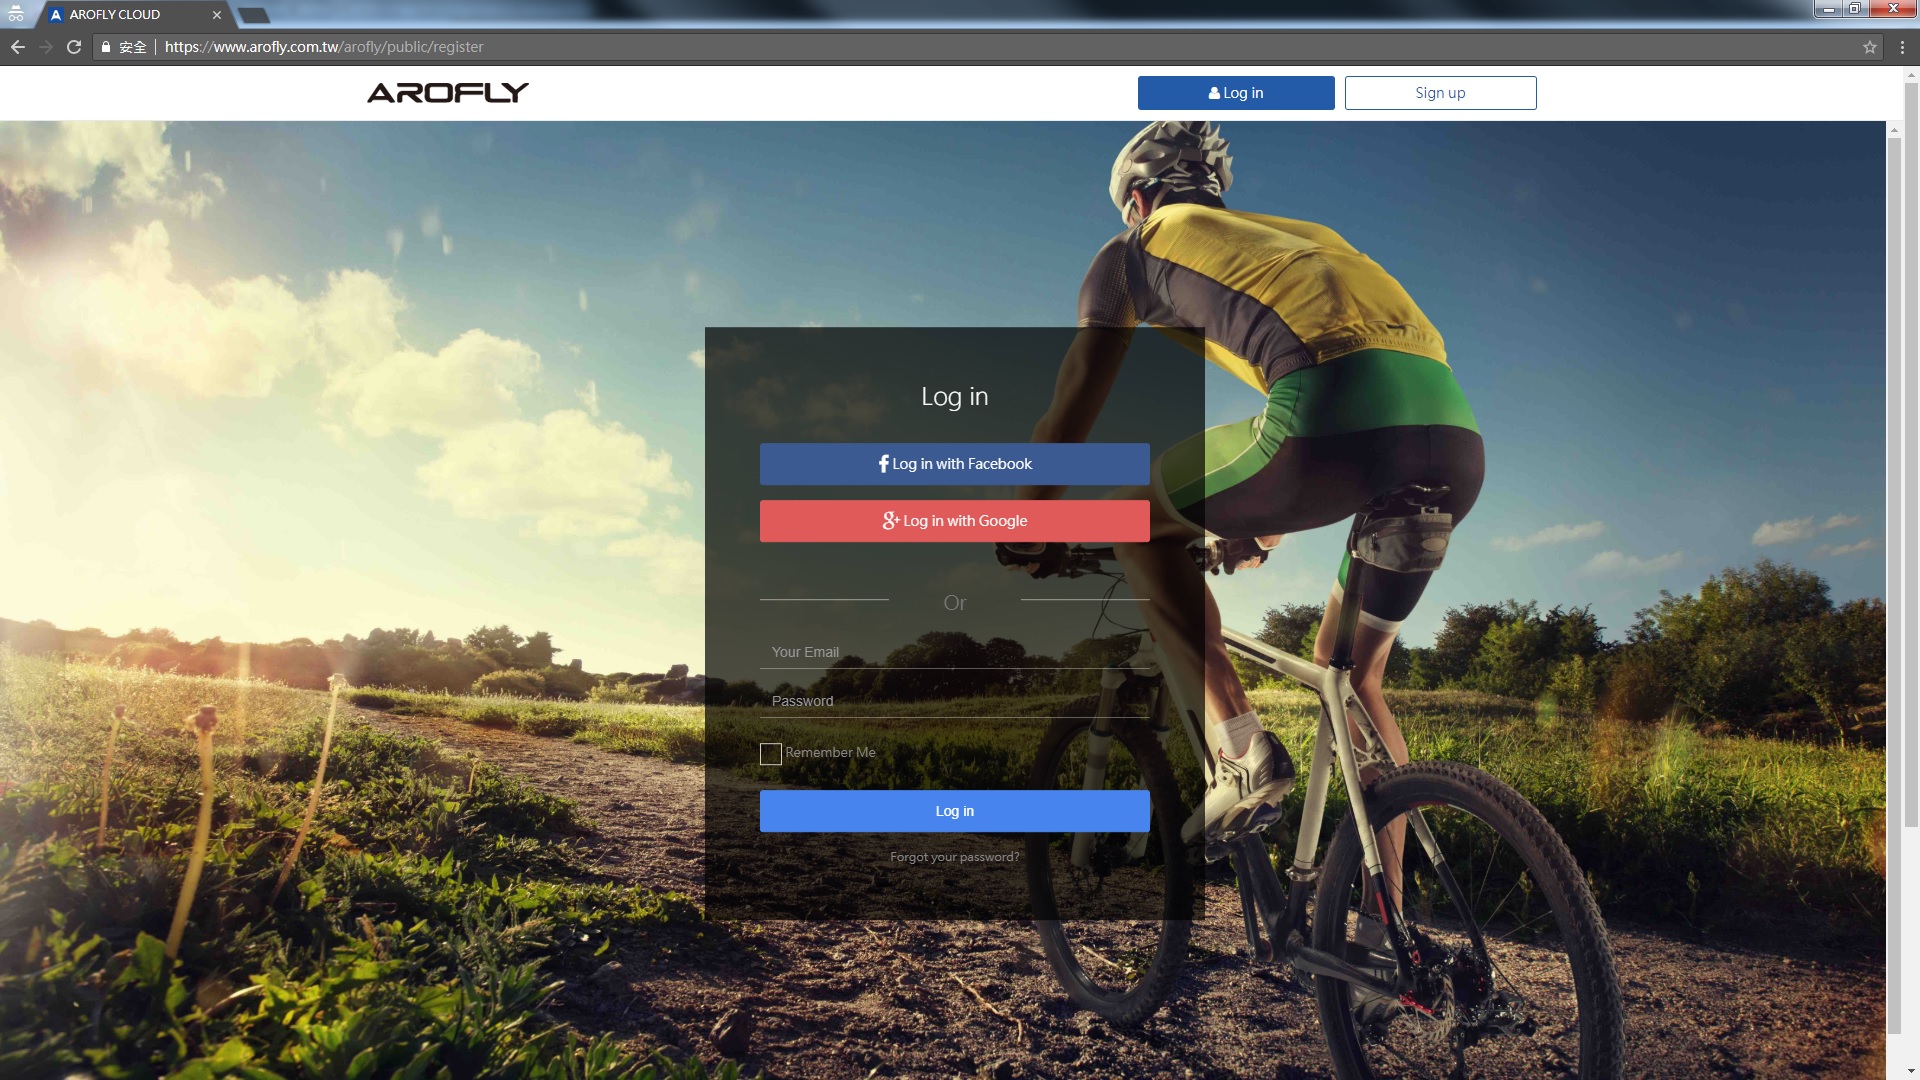 AROFLY CLOUD
安全 https://www.arofly.com.tw/arofly/public/register
AROFLY
Log in
Sign up
Log in
Log in with Facebook
Log in with Google
Or
Your Email
Password
Remember Me
Log in
Forgot your password?